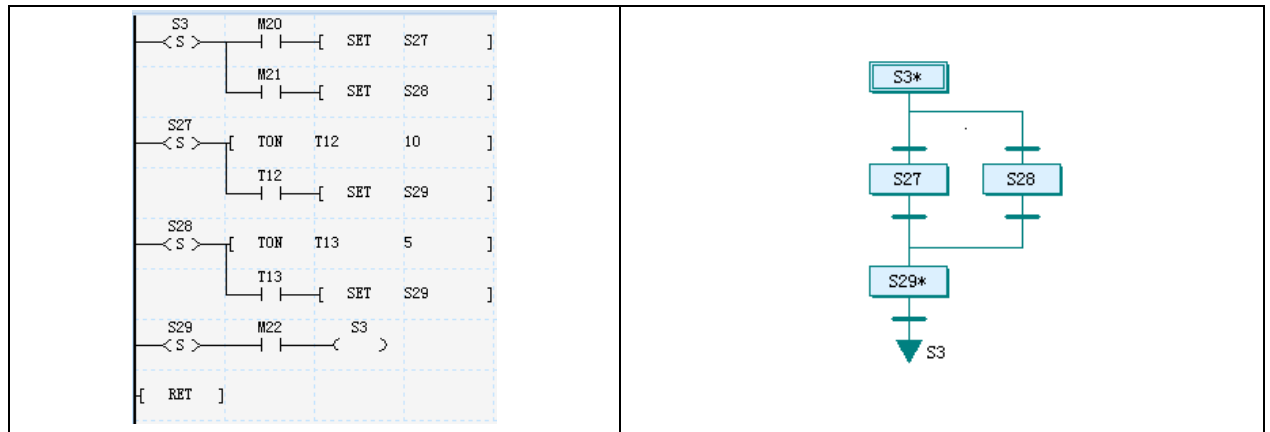 S3 M20
S [ SET S27 ]
M21
[ SET S28 ]
S27
S [ TON T12 10 ]
T12
[ SET S29 ]
S28
S [ TON T13 5 ]
T13
[ SET S29 ]
S29 M22 S3
S ( )
[ RET ]
S3*
S27 S28
S29*
S3